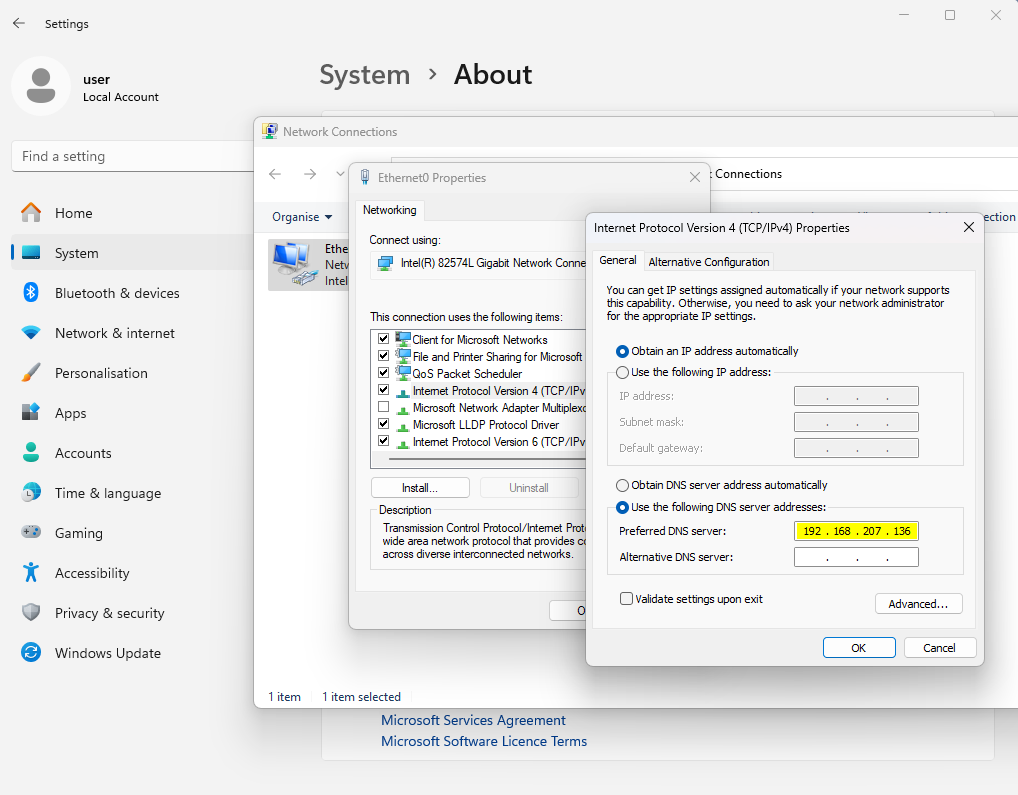 Settings
user
Local Account
Find a setting
Home
System
Bluetooth & devices
Network & internet
Personalisation
Apps
Accounts
Time & language
Gaming
Accessibility
Privacy & security
Windows Update
System > About
Network Connections
Connections
Organise
Ethe
Netw
Intel
1 item
1 item selected
Microsoft Services Agreement
Microsoft Software Licence Terms
Ethernet0 Properties
Networking
Connect using:
Intel(R) 82574L Gigabit Network Conne
This connection uses the following items:
Client for Microsoft Networks
File and Printer Sharing for Microsoft
QoS Packet Scheduler
Internet Protocol Version 4 (TCP/IPv
Microsoft Network Adapter Multiplexo
Microsoft LLDP Protocol Driver
Internet Protocol Version 6 (TCP/IPv
Install...
Uninstall
Description
Transmission Control Protocol/Internet Prot
wide area network protocol that provides co
across diverse interconnected networks.
O
Internet Protocol Version 4 (TCP/IPv4) Properties
General
Alternative Configuration
You can get IP settings assigned automatically if your network supports
this capability. Otherwise, you need to ask your network administrator
for the appropriate IP settings.
Obtain an IP address automatically
Use the following IP address:
IP address:
Subnet mask:
Default gateway:
Obtain DNS server address automatically
Use the following DNS server addresses:
Preferred DNS server:
192 . 168 . 207 . 136
Alternative DNS server:
Validate settings upon exit
Advanced...
OK
Cancel